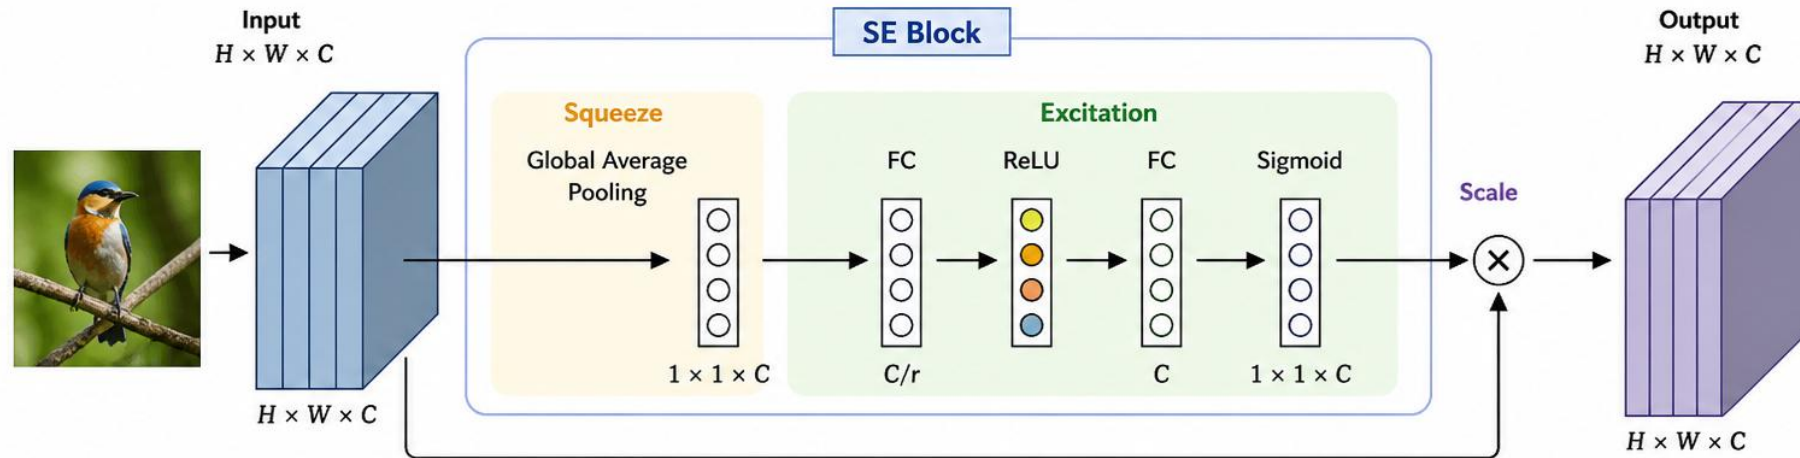 Input
H × W × C
SE Block
Output
H × W × C
Squeeze
Excitation
Global Average
Pooling
FC
ReLU
FC
Sigmoid
Scale
×
1 × 1 × C
C/r
C
1 × 1 × C
H × W × C
H × W × C